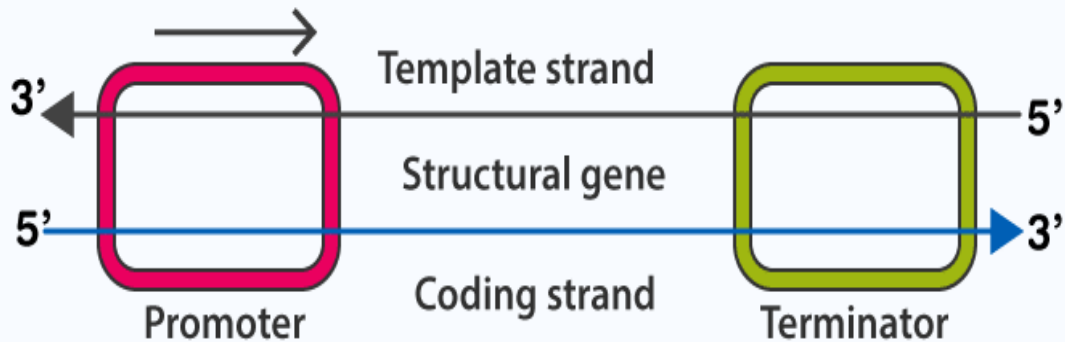 Template strand
3’
5’
Structural gene
5’
3’
Coding strand
Promoter
Terminator